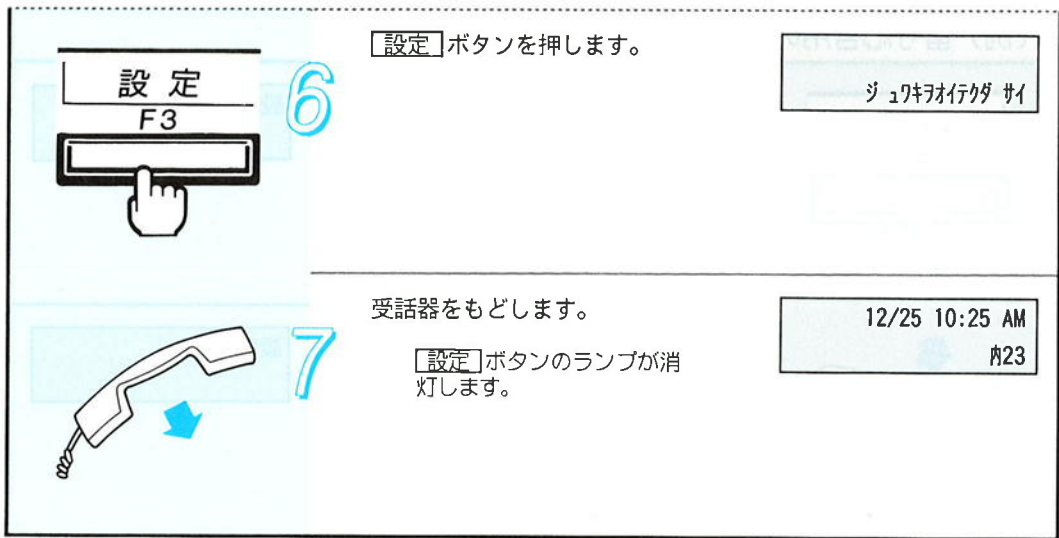 設 定
F3
6
設定 ボタンを押します。
ジ ュワキヲオイテクダ サイ
7
受話器をもどします。
設定 ボタンのランプが消
灯します。
12/25 10:25 AM
内23